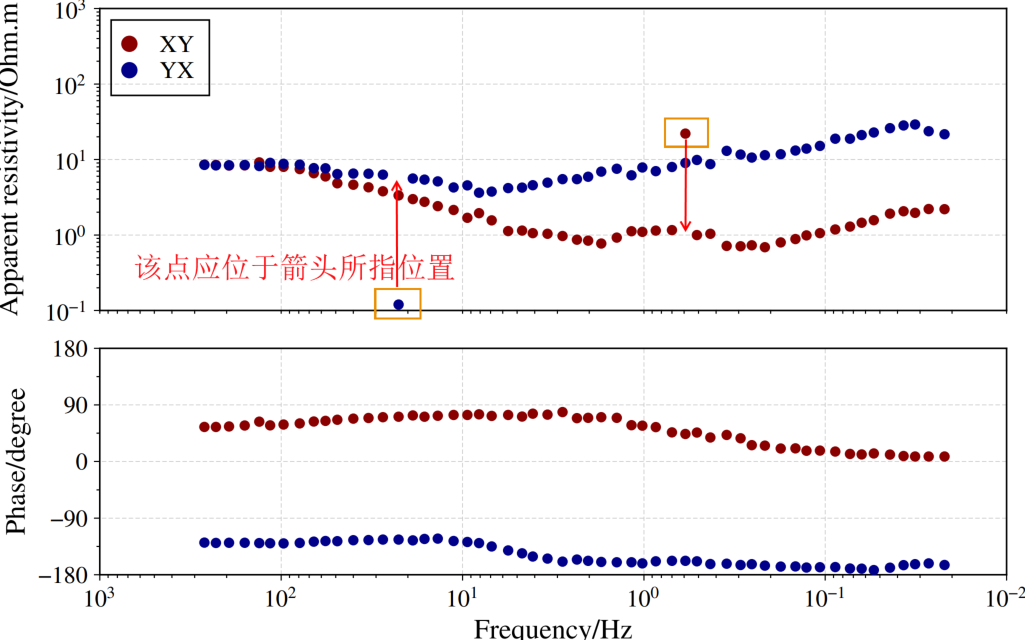 10³
XY
YX
10²
10¹
10⁰
10⁻¹
Apparent resistivity/Ohm.m
该点应位于箭头所指位置
180
90
0
−90
−180
Phase/degree
10³ 10² 10¹ 10⁰ 10⁻¹ 10⁻²
Frequency/Hz